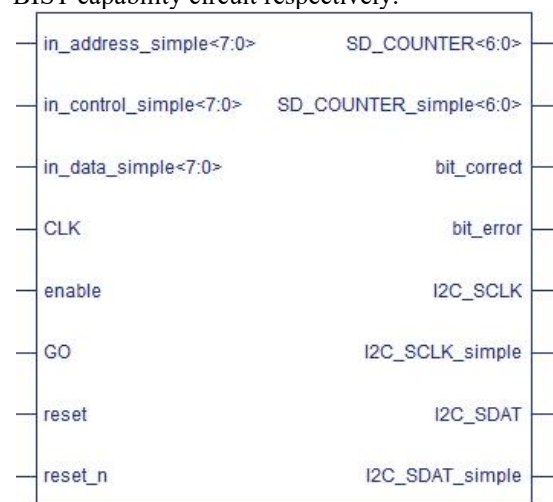 BIST capability circuit respectively.
in_address_simple<7:0> SD_COUNTER<6:0>
in_control_simple<7:0> SD_COUNTER_simple<6:0>
in_data_simple<7:0> bit_correct
CLK bit_error
enable I2C_SCLK
GO I2C_SCLK_simple
reset I2C_SDAT
reset_n I2C_SDAT_simple